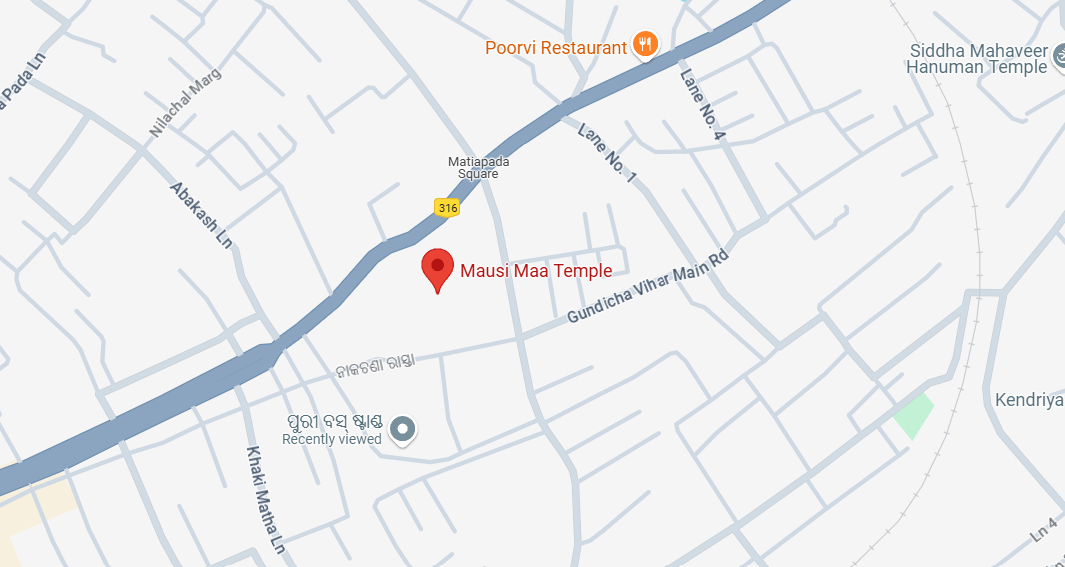 Poorvi Restaurant
Siddha Mahaveer
Hanuman Temple
a Pada Ln
Nilachal Marg
Lane No. 4
Lane No. 1
Matiapada
Square
Abakash Ln
316
Mausi Maa Temple
Gundicha Vihar Main Rd
ନାକଚଣା ରାସ୍ତା
ପୁରୀ ବସ୍ ଷ୍ଟାଣ୍ଡ
Recently viewed
Kendriya
Khaki Matha Ln
Ln 4